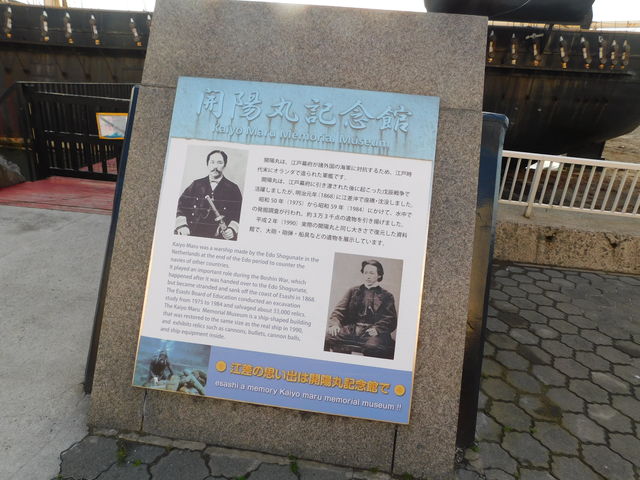 開陽丸記念館
Kaiyo Maru Memorial Museum
開陽丸は、江戸幕府が諸外国の海軍に対抗するため、江戸時
代末にオランダで造られた軍艦です。
開陽丸は、江戸幕府に引き渡された後に起こった戊辰戦争で
活躍しましたが、明治元年（1868）に江差沖で座礁・沈没しました。
昭和50年（1975）から昭和59年（1984）にかけて、水中で
の発掘調査が行われ、約3万3千点の遺物を引き揚げました。
平成2年（1990）実際の開陽丸と同じ大きさで復元した資料
館で、大砲・砲弾・船具などの遺物を展示しています。
Kaiyo Maru was a warship made by the Edo Shogunate in the
Netherlands at the end of the Edo period to counter the
navies of other countries.
It played an important role during the Boshin War, which
happened after it was handed over to the Edo Shogunate,
but became stranded and sank off the coast of Esashi in 1868.
The Esashi Board of Education conducted an excavation
study from 1975 to 1984 and salvaged about 33,000 relics.
The Kaiyo Maru Memorial Museum is a ship-shaped building
that was restored to the same size as the real ship in 1990,
and exhibits relics such as cannons, bullets, cannon balls,
and ship equipment inside.
江差の思い出は開陽丸記念館で
esashi a memory Kaiyo maru memorial museum !!